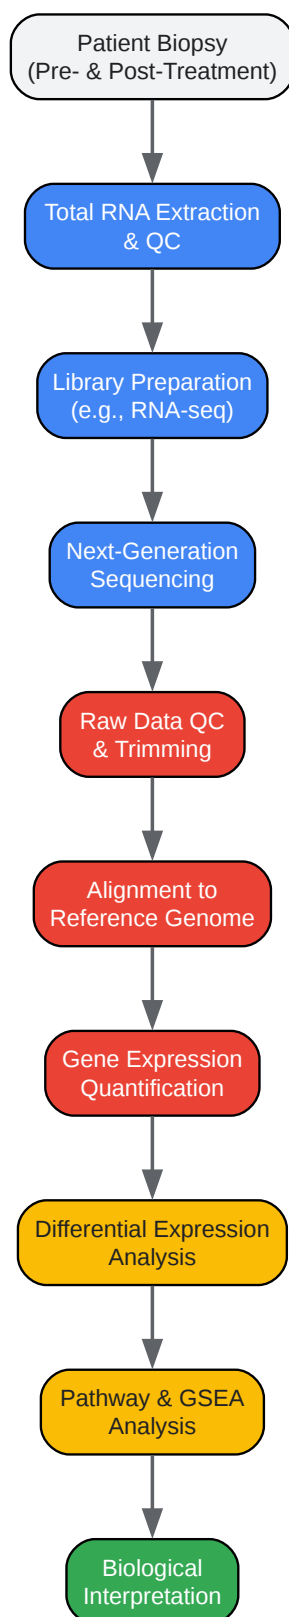 Patient Biopsy
(Pre- & Post-Treatment)
Total RNA Extraction
& QC
Library Preparation
(e.g., RNA-seq)
Next-Generation
Sequencing
Raw Data QC
& Trimming
Alignment to
Reference Genome
Gene Expression
Quantification
Differential Expression
Analysis
Pathway & GSEA
Analysis
Biological
Interpretation